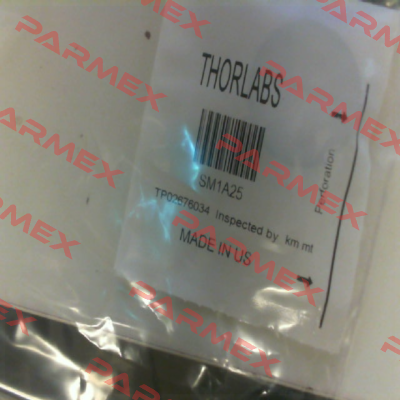 THORLABS
SM1A25
TP02676034 Inspected by km mt
MADE IN US
Perforation
PARMEX
PARMEX
PARMEX
PARMEX
PARMEX
PARMEX
PARMEX